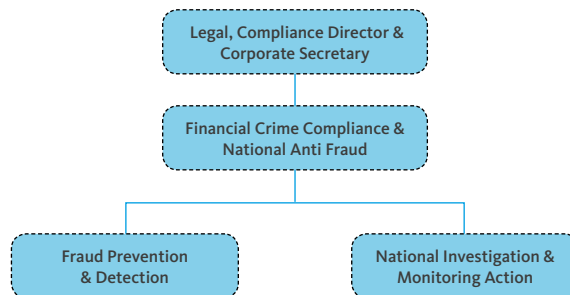 Legal, Compliance Director &
Corporate Secretary
Financial Crime Compliance &
National Anti Fraud
Fraud Prevention
& Detection
National Investigation &
Monitoring Action